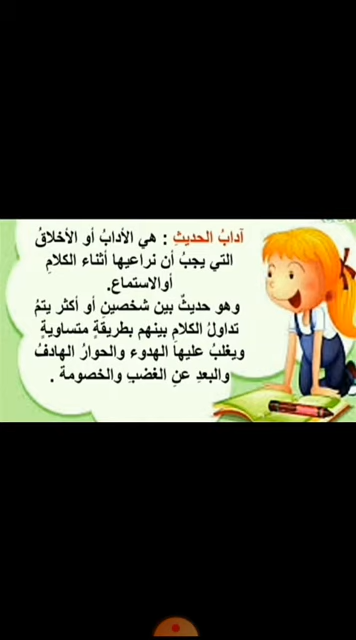 آدابُ الحديثِ : هي الأدابُ أو الأخلاقُ
التي يجبُ أن نراعيها أثناء الكلامِ
أوالاستماع.
وهو حديثٌ بين شخصينِ أو أكثر يتمُ
تداولُ الكلامِ بينهم بطريقةٍ متساويةٍ
ويغلبُ عليها الهدوء والحوارُ الهادفُ
والبعدِ عنِ الغضبِ والخصومة .